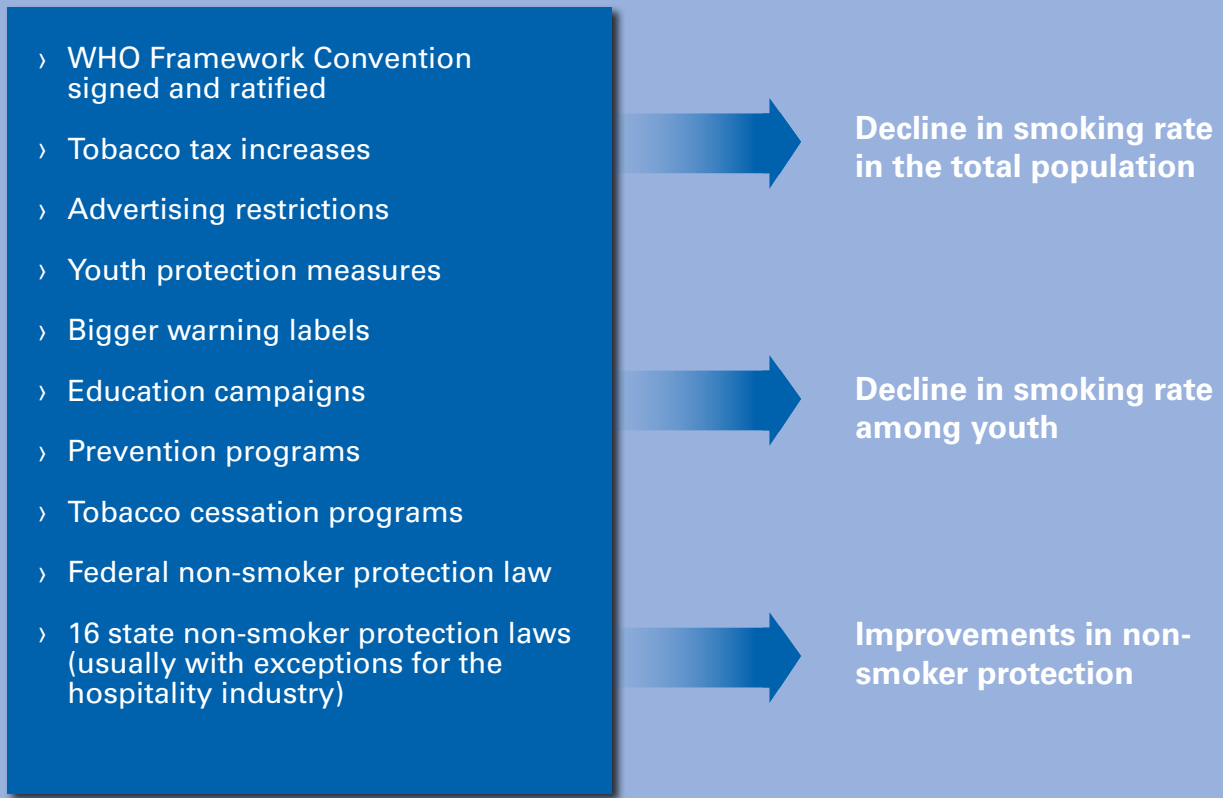 › WHO Framework Convention
signed and ratified
› Tobacco tax increases
› Advertising restrictions
› Youth protection measures
› Bigger warning labels
› Education campaigns
› Prevention programs
› Tobacco cessation programs
› Federal non-smoker protection law
› 16 state non-smoker protection laws
(usually with exceptions for the
hospitality industry)
Decline in smoking rate
in the total population
Decline in smoking rate
among youth
Improvements in non-
smoker protection